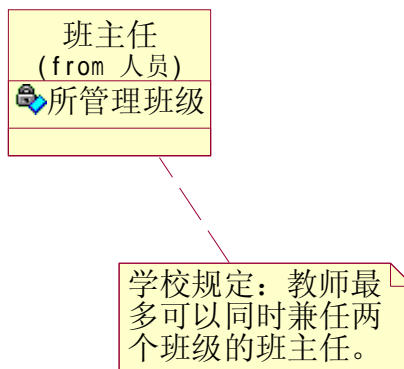 班主任
(from 人员)
所管理班级
学校规定：教师最
多可以同时兼任两
个班级的班主任。